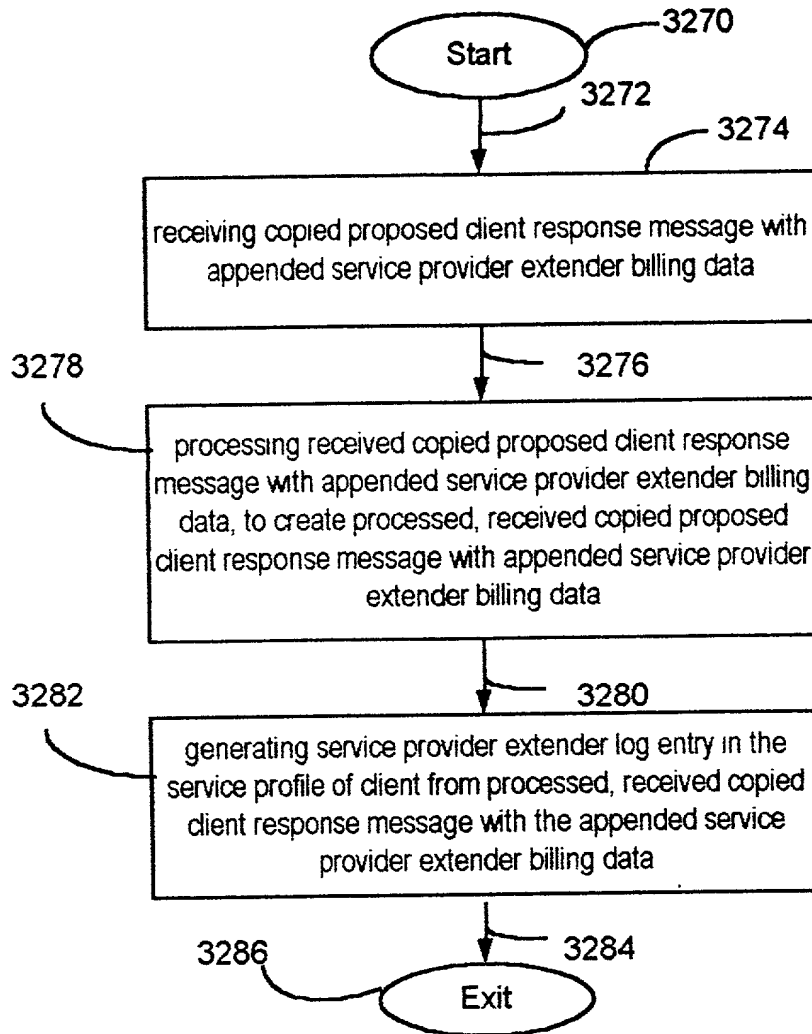 3270
Start
3272
3274
receiving copied proposed client response message with
appended service provider extender billing data
3278
3276
processing received copied proposed client response
message with appended service provider extender billing
data, to create processed, received copied proposed
client response message with appended service provider
extender billing data
3282
3280
generating service provider extender log entry in the
service profile of client from processed, received copied
client response message with the appended service
provider extender billing data
3286
3284
Exit